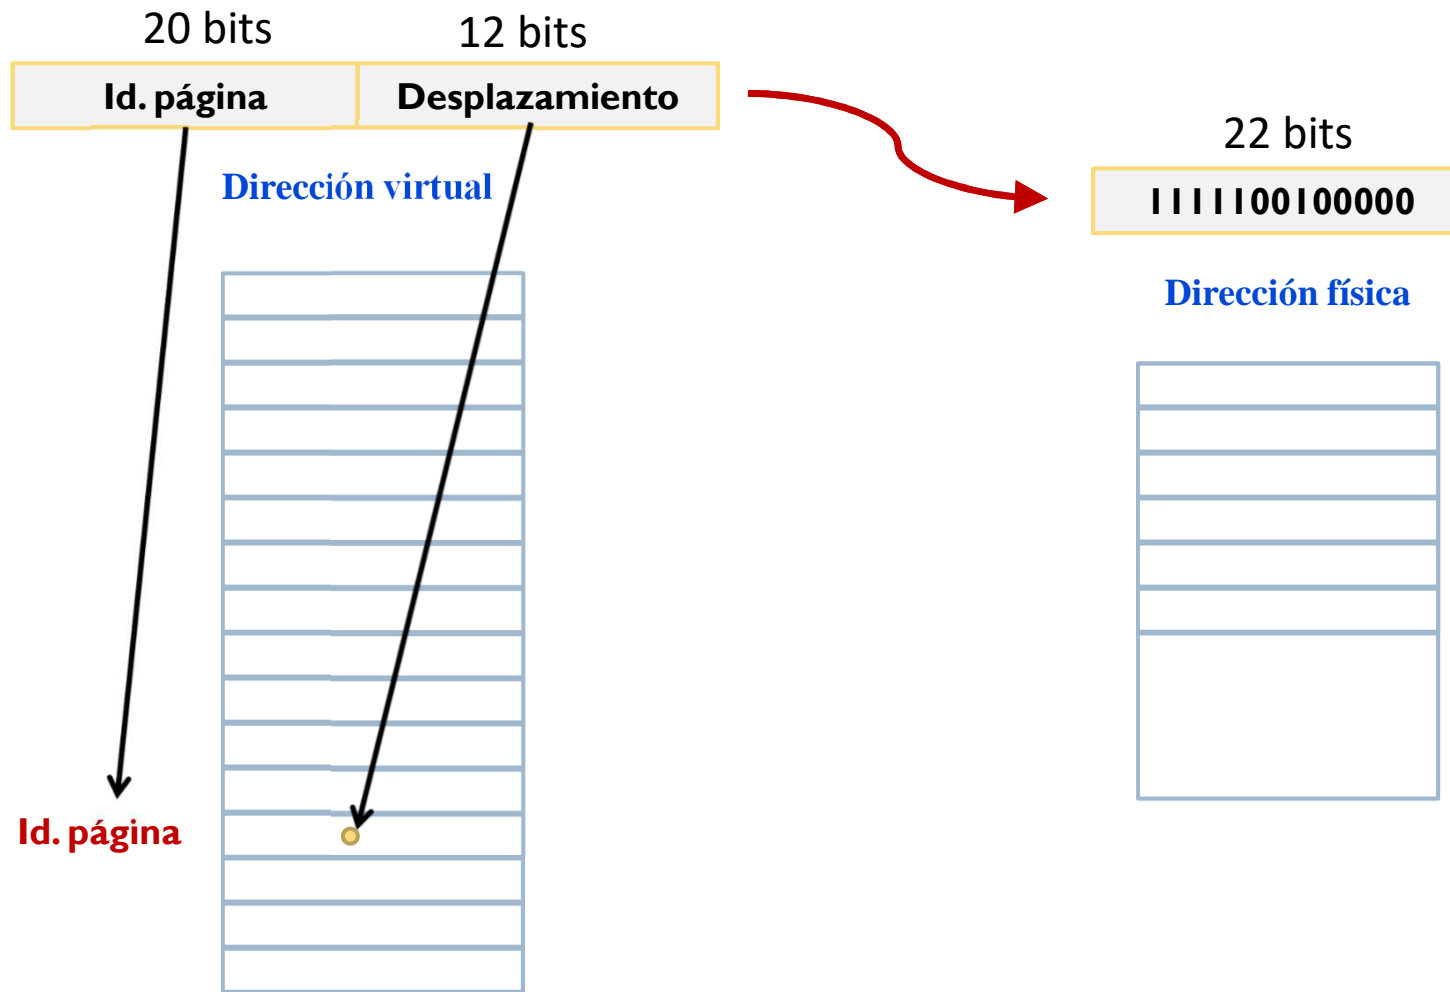 20 bits
12 bits
Id. página
Desplazamiento
Dirección virtual
22 bits
1111100100000
Dirección física
Id. página